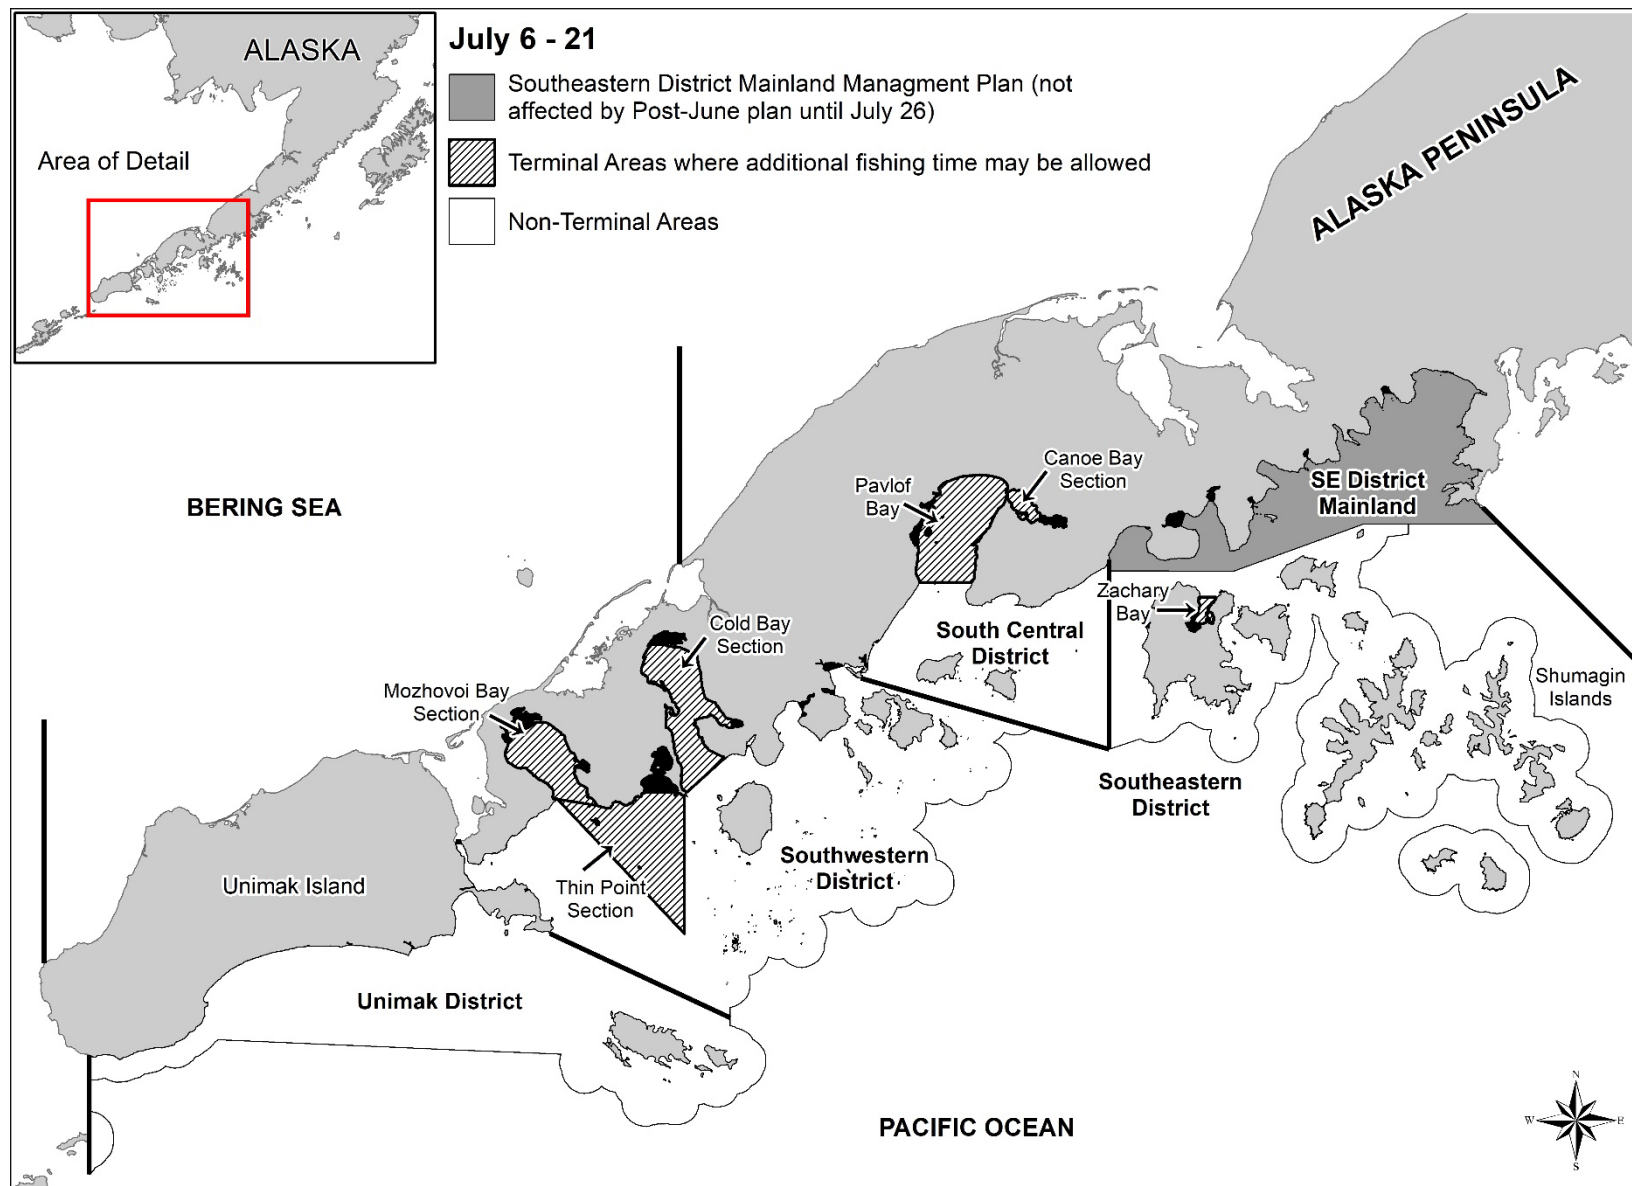 ALASKA
Area of Detail
July 6 - 21
Southeastern District Mainland Managment Plan (not
affected by Post-June plan until July 26)
Terminal Areas where additional fishing time may be allowed
Non-Terminal Areas
ALASKA PENINSULA
BERING SEA
Canoe Bay
Section
Pavlof
Bay
SE District
Mainland
Zachary
Bay
Cold Bay
Section
South Central
District
Mozhovoi Bay
Section
Shumagin
Islands
Southeastern
District
Southwestern
District
Unimak Island
Thin Point
Section
Unimak District
PACIFIC OCEAN
N
W
E
S